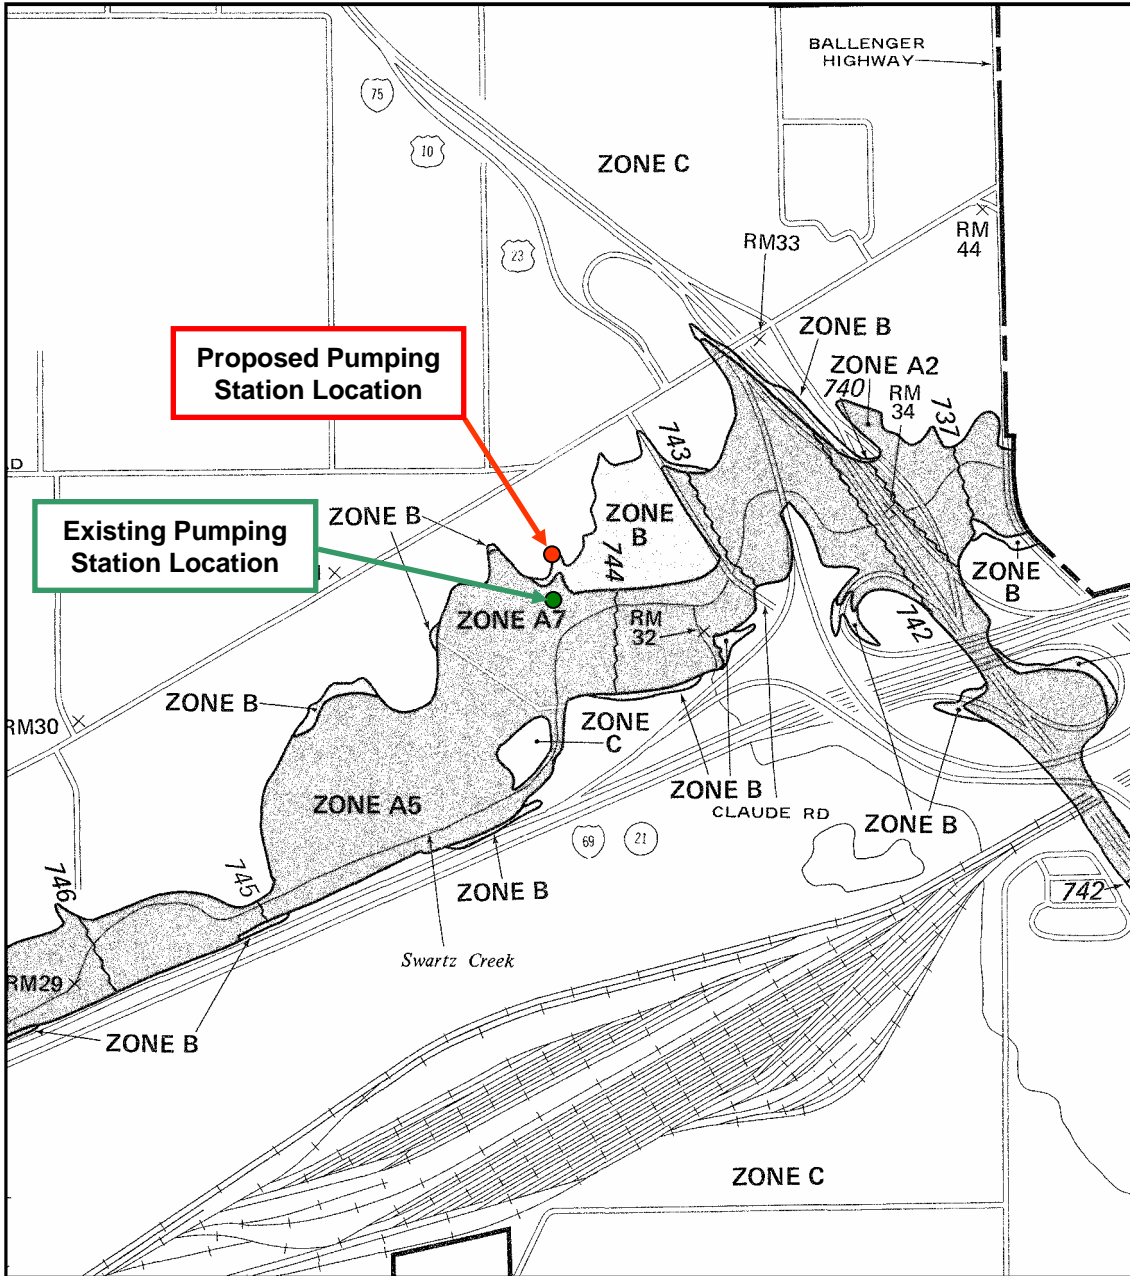 BALLENGER
HIGHWAY
75
10
ZONE C
23
RM33
RM
44
ZONE B
ZONE A2
740
RM
34
737
Proposed Pumping
Station Location
743
D
ZONE B
ZONE
B
Existing Pumping
Station Location
744
ZONE
B
ZONE A7
RM
32
742
ZONE B
RM30
ZONE
C
ZONE A5
ZONE B
CLAUDE RD
ZONE B
69
21
746
745
ZONE B
742
Swartz Creek
RM29
ZONE B
ZONE C